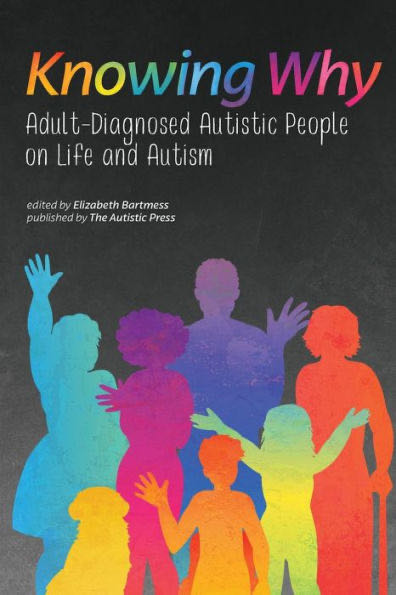 Knowing Why
Adult-Diagnosed Autistic People
on Life and Autism
edited by Elizabeth Bartmess
published by The Autistic Press